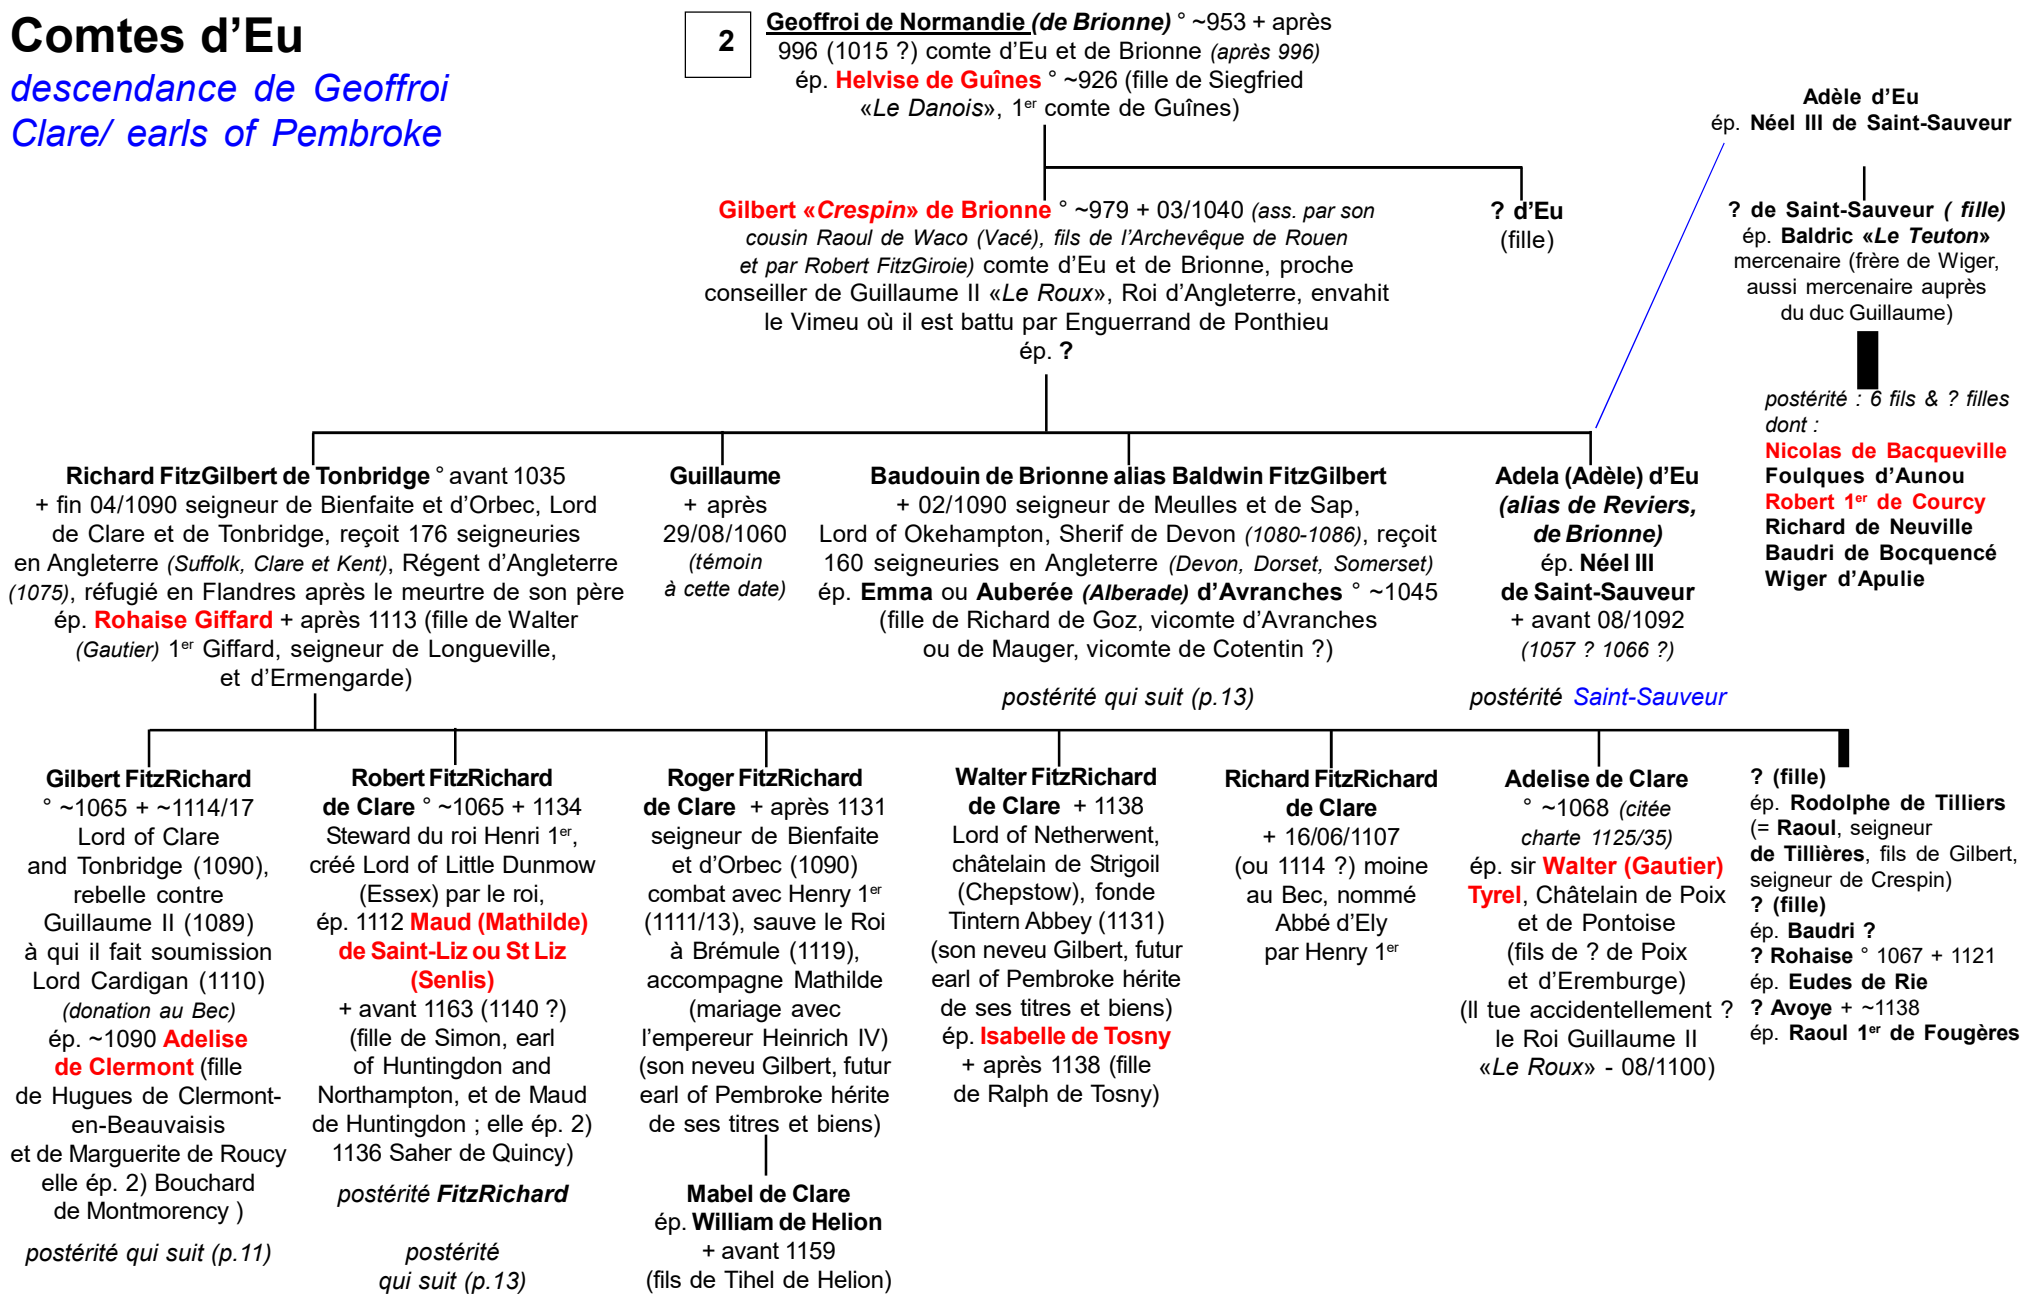 Comtes d'Eu
descendance de Geoffroi
Clare/ earls of Pembroke
2
Geoffroi de Normandie (de Brionne) ° ~953 + après
996 (1015 ?) comte d'Eu et de Brionne (après 996)
ép. Helvise de Guînes ° ~926 (fille de Siegfried
«Le Danois», 1er comte de Guînes)
Adèle d'Eu
ép. Néel III de Saint-Sauveur
Gilbert «Crespin» de Brionne ° ~979 + 03/1040 (ass. par son
cousin Raoul de Waco (Vacé), fils de l'Archevêque de Rouen
et par Robert FitzGiroie) comte d'Eu et de Brionne, proche
conseiller de Guillaume II «Le Roux», Roi d'Angleterre, envahit
le Vimeu où il est battu par Enguerrand de Ponthieu
ép. ?
? d'Eu
(fille)
? de Saint-Sauveur ( fille)
ép. Baldric «Le Teuton»
mercenaire (frère de Wiger,
aussi mercenaire auprès
du duc Guillaume)
postérité : 6 fils & ? filles
dont :
Nicolas de Bacqueville
Foulques d'Aunou
Robert 1er de Courcy
Richard de Neuville
Baudri de Bocquencé
Wiger d'Apulie
Richard FitzGilbert de Tonbridge ° avant 1035
+ fin 04/1090 seigneur de Bienfaite et d'Orbec, Lord
de Clare et de Tonbridge, reçoit 176 seigneuries
en Angleterre (Suffolk, Clare et Kent), Régent d'Angleterre
(1075), réfugié en Flandres après le meurtre de son père
ép. Rohaise Giffard + après 1113 (fille de Walter
(Gautier) 1er Giffard, seigneur de Longueville,
et d'Ermengarde)
Guillaume
+ après
29/08/1060
(témoin
à cette date)
Baudouin de Brionne alias Baldwin FitzGilbert
+ 02/1090 seigneur de Meulles et de Sap,
Lord of Okehampton, Sherif de Devon (1080-1086), reçoit
160 seigneuries en Angleterre (Devon, Dorset, Somerset)
ép. Emma ou Auberée (Alberade) d'Avranches ° ~1045
(fille de Richard de Goz, vicomte d'Avranches
ou de Mauger, vicomte de Cotentin ?)
postérité qui suit (p.13)
Adela (Adèle) d'Eu
(alias de Reviers,
de Brionne)
ép. Néel III
de Saint-Sauveur
+ avant 08/1092
(1057 ? 1066 ?)
postérité Saint-Sauveur
Gilbert FitzRichard
° ~1065 + ~1114/17
Lord of Clare
and Tonbridge (1090),
rebelle contre
Guillaume II (1089)
à qui il fait soumission
Lord Cardigan (1110)
(donation au Bec)
ép. ~1090 Adelise
de Clermont (fille
de Hugues de Clermont-
en-Beauvaisis
et de Marguerite de Roucy
elle ép. 2) Bouchard
de Montmorency )
postérité qui suit (p.11)
Robert FitzRichard
de Clare ° ~1065 + 1134
Steward du roi Henri 1er,
créé Lord of Little Dunmow
(Essex) par le roi,
ép. 1112 Maud (Mathilde)
de Saint-Liz ou St Liz
(Senlis)
+ avant 1163 (1140 ?)
(fille de Simon, earl
of Huntingdon and
Northampton, et de Maud
de Huntingdon ; elle ép. 2)
1136 Saher de Quincy)
postérité FitzRichard
postérité
qui suit (p.13)
Roger FitzRichard
de Clare + après 1131
seigneur de Bienfaite
et d'Orbec (1090)
combat avec Henry 1er
(1111/13), sauve le Roi
à Brémule (1119),
accompagne Mathilde
(mariage avec
l'empereur Heinrich IV)
(son neveu Gilbert, futur
earl of Pembroke hérite
de ses titres et biens)
Mabel de Clare
ép. William de Helion
+ avant 1159
(fils de Tihel de Helion)
Walter FitzRichard
de Clare + 1138
Lord of Netherwent,
châtelain de Strigoil
(Chepstow), fonde
Tintern Abbey (1131)
(son neveu Gilbert, futur
earl of Pembroke hérite
de ses titres et biens)
ép. Isabelle de Tosny
+ après 1138 (fille
de Ralph de Tosny)
Richard FitzRichard
de Clare
+ 16/06/1107
(ou 1114 ?) moine
au Bec, nommé
Abbé d'Ely
par Henry 1er
Adelise de Clare
° ~1068 (citée
charte 1125/35)
ép. sir Walter (Gautier)
Tyrel, Châtelain de Poix
et de Pontoise
(fils de ? de Poix
et d'Eremburge)
(Il tue accidentellement ?
le Roi Guillaume II
«Le Roux» - 08/1100)
? (fille)
ép. Rodolphe de Tilliers
(= Raoul, seigneur
de Tillières, fils de Gilbert,
seigneur de Crespin)
? (fille)
ép. Baudri ?
? Rohaise ° 1067 + 1121
ép. Eudes de Rie
? Avoye + ~1138
ép. Raoul 1er de Fougères